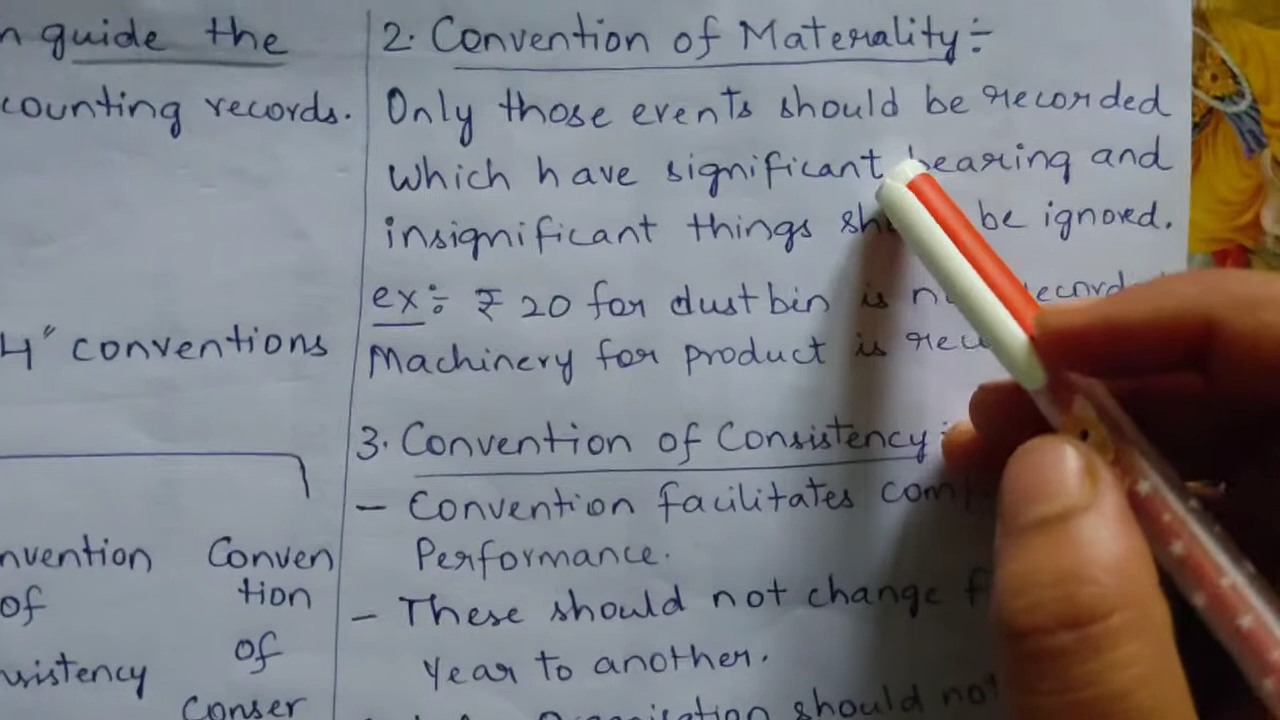 guide the
counting records.
4" conventions
nvention Conven
of tion
of
sistency
Conser
2. Convention of Materality :-
Only those events should be recorded
which have significant bearing and
insignificant things be ignored.
ex :- ₹ 20 for dustbin is
Machinery for product is
3. Convention of Consistency
- Convention facilitates
Performance.
- These should not change
year to another.
should not